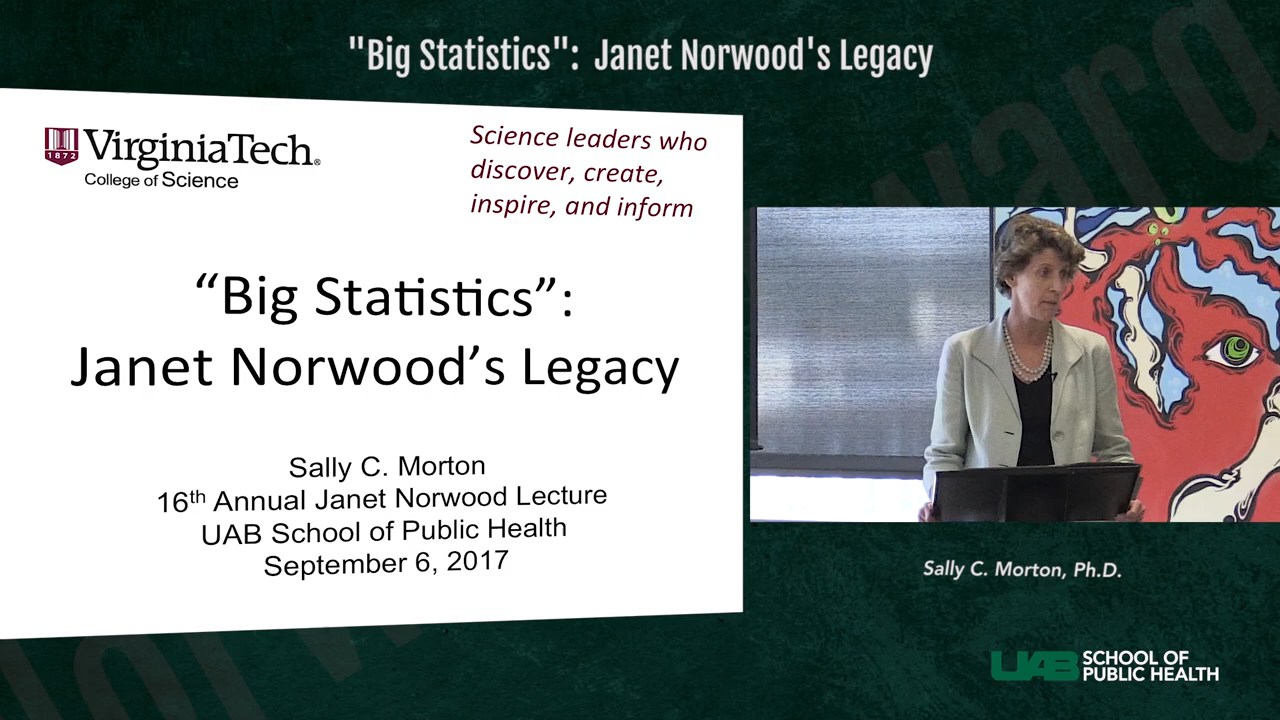 "Big Statistics": Janet Norwood's Legacy
1872
VirginiaTech®
College of Science
Science leaders who
discover, create,
inspire, and inform
“Big Statistics”:
Janet Norwood’s Legacy
Sally C. Morton
16th Annual Janet Norwood Lecture
UAB School of Public Health
September 6, 2017
Sally C. Morton, Ph.D.
UAB SCHOOL OF
PUBLIC HEALTH